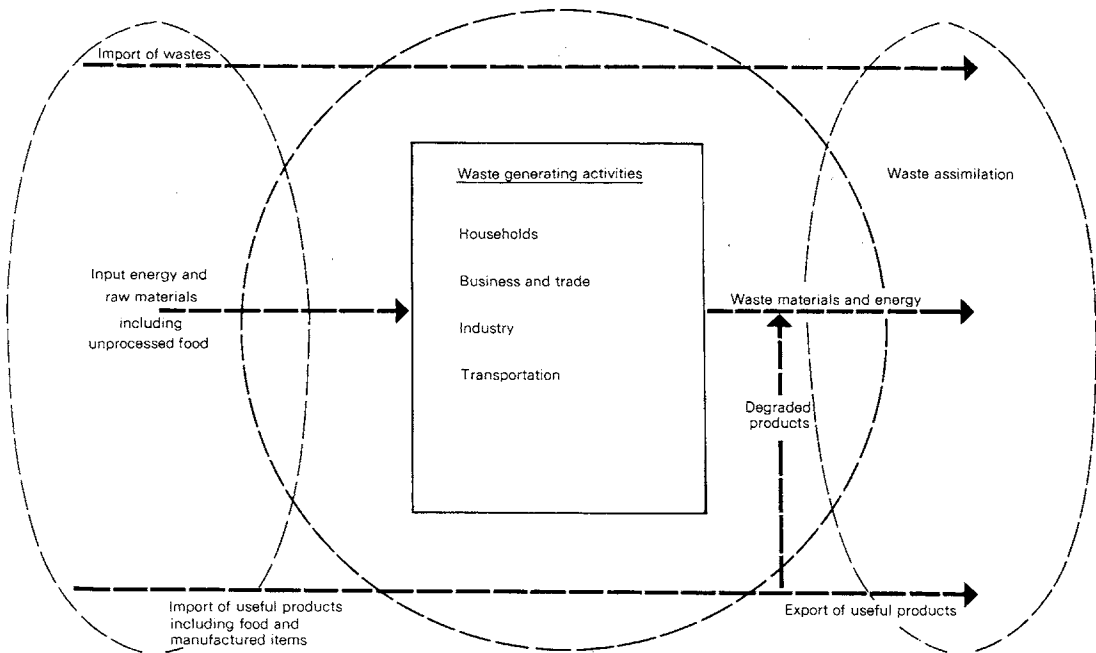 Import of wastes
Waste generating activities
Waste assimilation
Households
Business and trade
Industry
Transportation
Input energy and
raw materials
including
unprocessed food
Waste materials and energy
Degraded
products
Import of useful products
including food and
manufactured items
Export of useful products